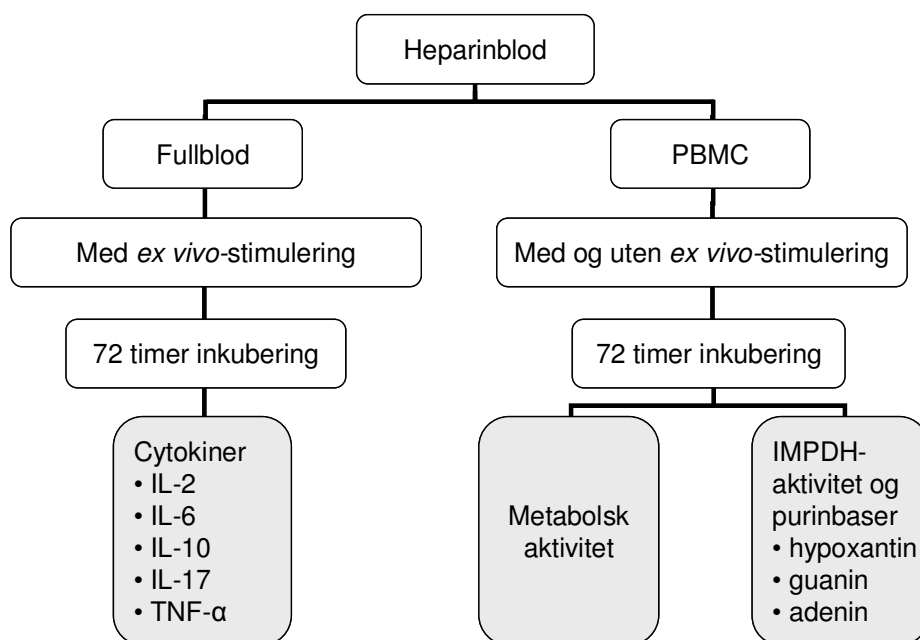 Heparinblod
Fullblod
PBMC
Med ex vivo-stimulering
Med og uten ex vivo-stimulering
72 timer inkubering
72 timer inkubering
Cytokiner
• IL-2
• IL-6
• IL-10
• IL-17
• TNF-α
Metabolsk
aktivitet
IMPDH-
aktivitet og
purinbaser
• hypoxantin
• guanin
• adenin